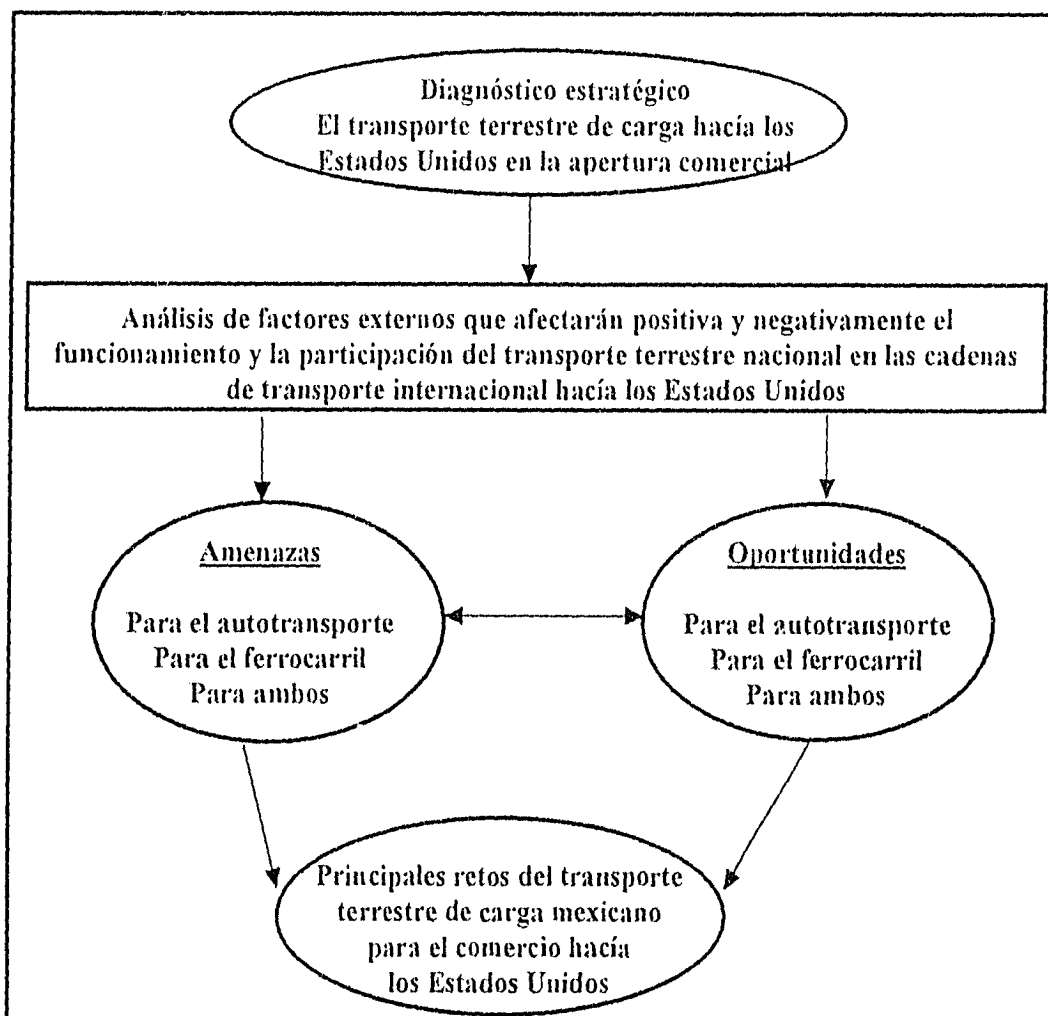 Diagnóstico estratégico
El transporte terrestre de carga hacía los
Estados Unidos en la apertura comercial
Análisis de factores externos que afectarán positiva y negativamente el
funcionamiento y la participación del transporte terrestre nacional en las cadenas
de transporte internacional hacía los Estados Unidos
Amenazas
Para el autotransporte
Para el ferrocarril
Para ambos
Oportunidades
Para el autotransporte
Para el ferrocarril
Para ambos
Principales retos del transporte
terrestre de carga mexicano
para el comercio hacía
los Estados Unidos